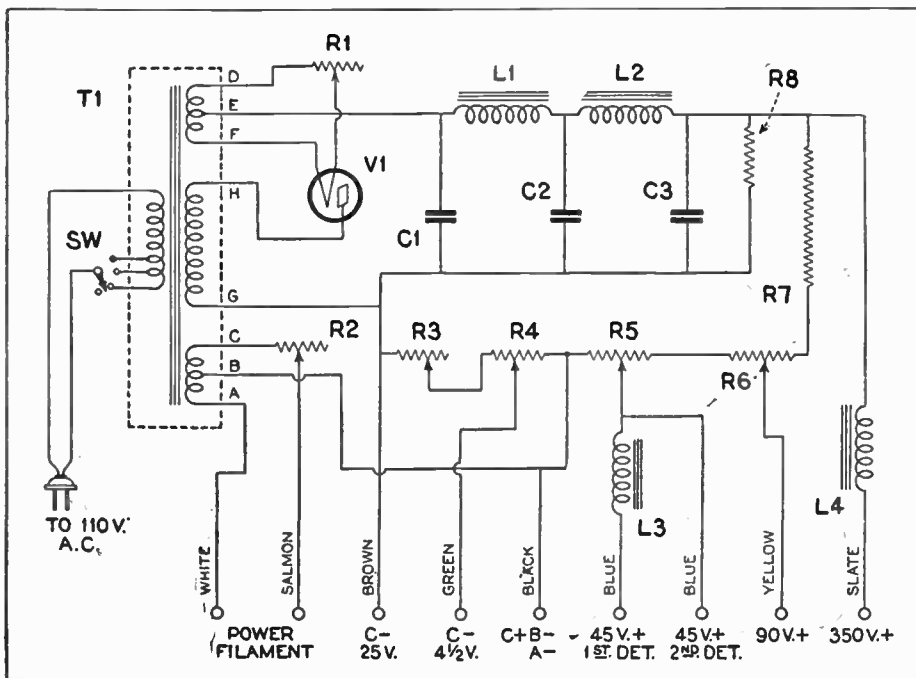 R1
L1
L2
R8
T1
D
E
F
V1
H
C1
C2
C3
SW
R7
G
C
R2
R3
R4
R5
B
R6
A
L3
L4
TO 110 V.
A.C.
WHITE
SALMON
BROWN
GREEN
BLACK
BLUE
BLUE
YELLOW
SLATE
POWER
FILAMENT
C-
25 V.
C-
4½V.
C+B-
A-
45 V.+
1ST. DET.
45 V.+
2ND. DET.
90V.+
350V.+